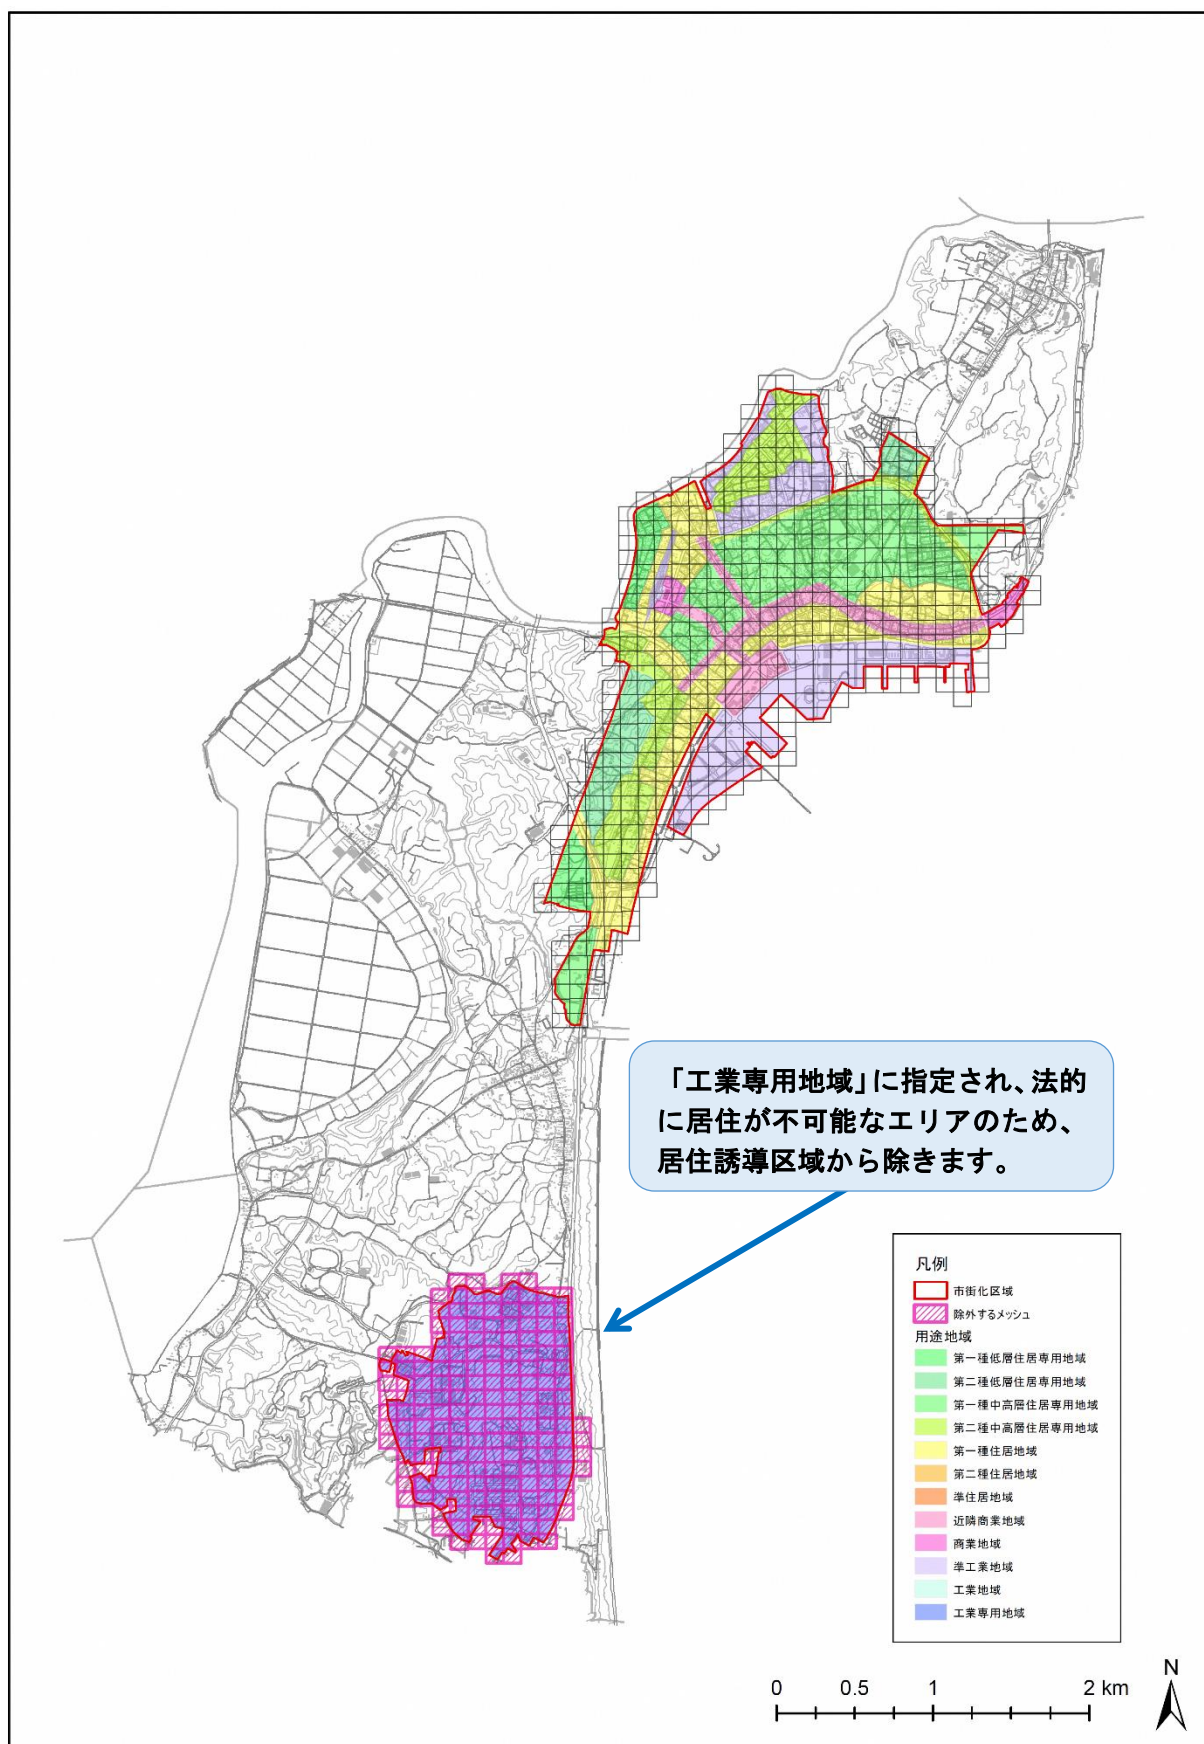 「工業専用地域」に指定され、法的
に居住が不可能なエリアのため、
居住誘導区域から除きます。
凡例
市街化区域
除外するメッシュ
用途地域
第一種低層住居専用地域
第二種低層住居専用地域
第一種中高層住居専用地域
第二種中高層住居専用地域
第一種住居地域
第二種住居地域
準住居地域
近隣商業地域
商業地域
準工業地域
工業地域
工業専用地域
0 0.5 1 2 km
N